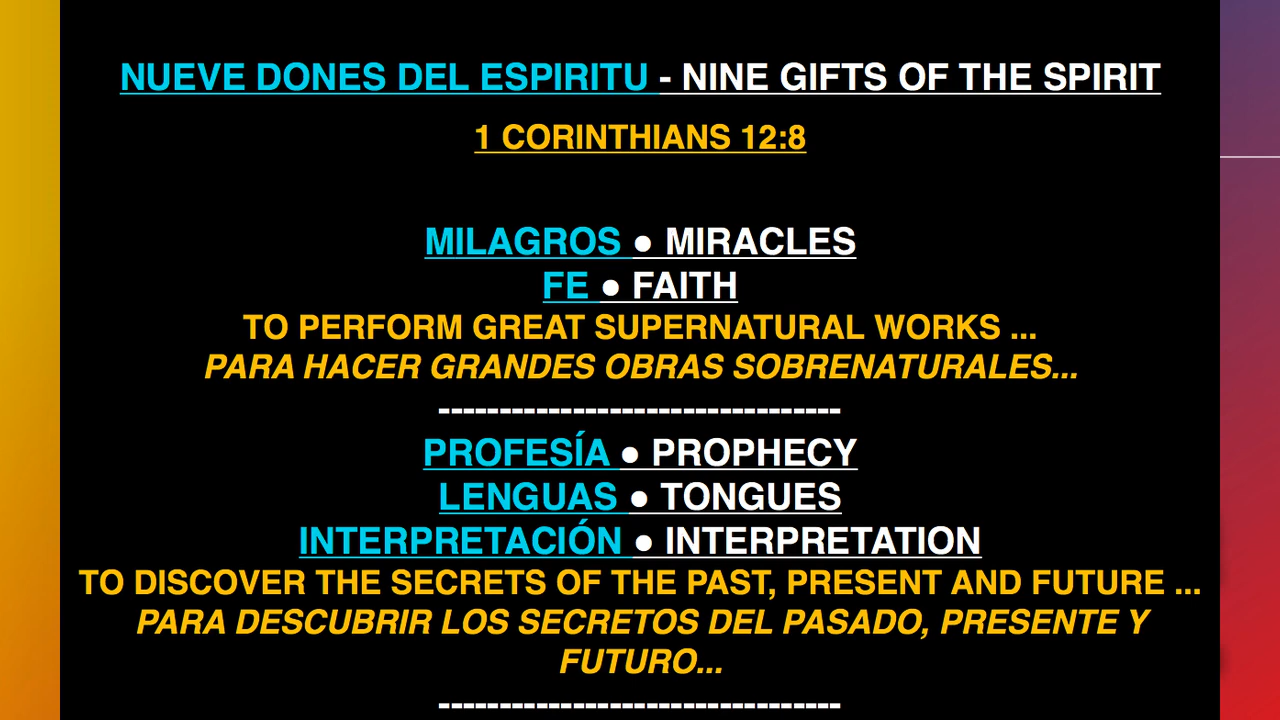 NUEVE DONES DEL ESPIRITU - NINE GIFTS OF THE SPIRIT
1 CORINTHIANS 12:8
MILAGROS ● MIRACLES
FE ● FAITH
TO PERFORM GREAT SUPERNATURAL WORKS ...
PARA HACER GRANDES OBRAS SOBRENATURALES...
---------------------------------
PROFESÍA ● PROPHECY
LENGUAS ● TONGUES
INTERPRETACIÓN ● INTERPRETATION
TO DISCOVER THE SECRETS OF THE PAST, PRESENT AND FUTURE ...
PARA DESCUBRIR LOS SECRETOS DEL PASADO, PRESENTE Y
FUTURO...
---------------------------------